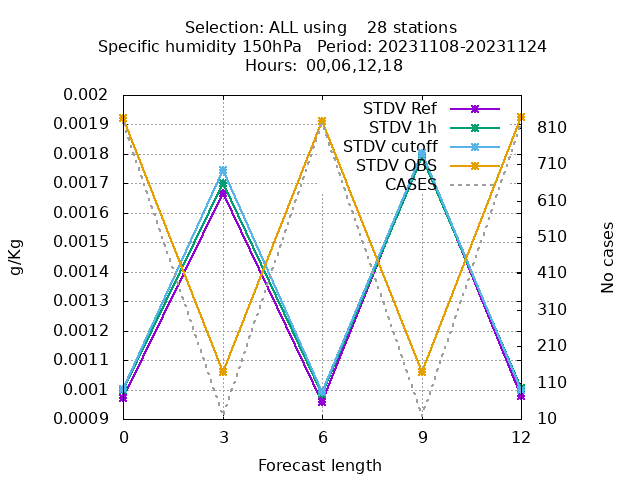 Selection: ALL using    28 stations
Specific humidity 150hPa   Period: 20231108-20231124
Hours:  00,06,12,18
0.002
0.0019
0.0018
0.0017
0.0016
0.0015
0.0014
0.0013
0.0012
0.0011
0.001
0.0009
g/Kg
STDV Ref
STDV 1h
STDV cutoff
STDV OBS
CASES
810
710
610
510
410
310
210
110
10
No cases
0 3 6 9 12
Forecast length